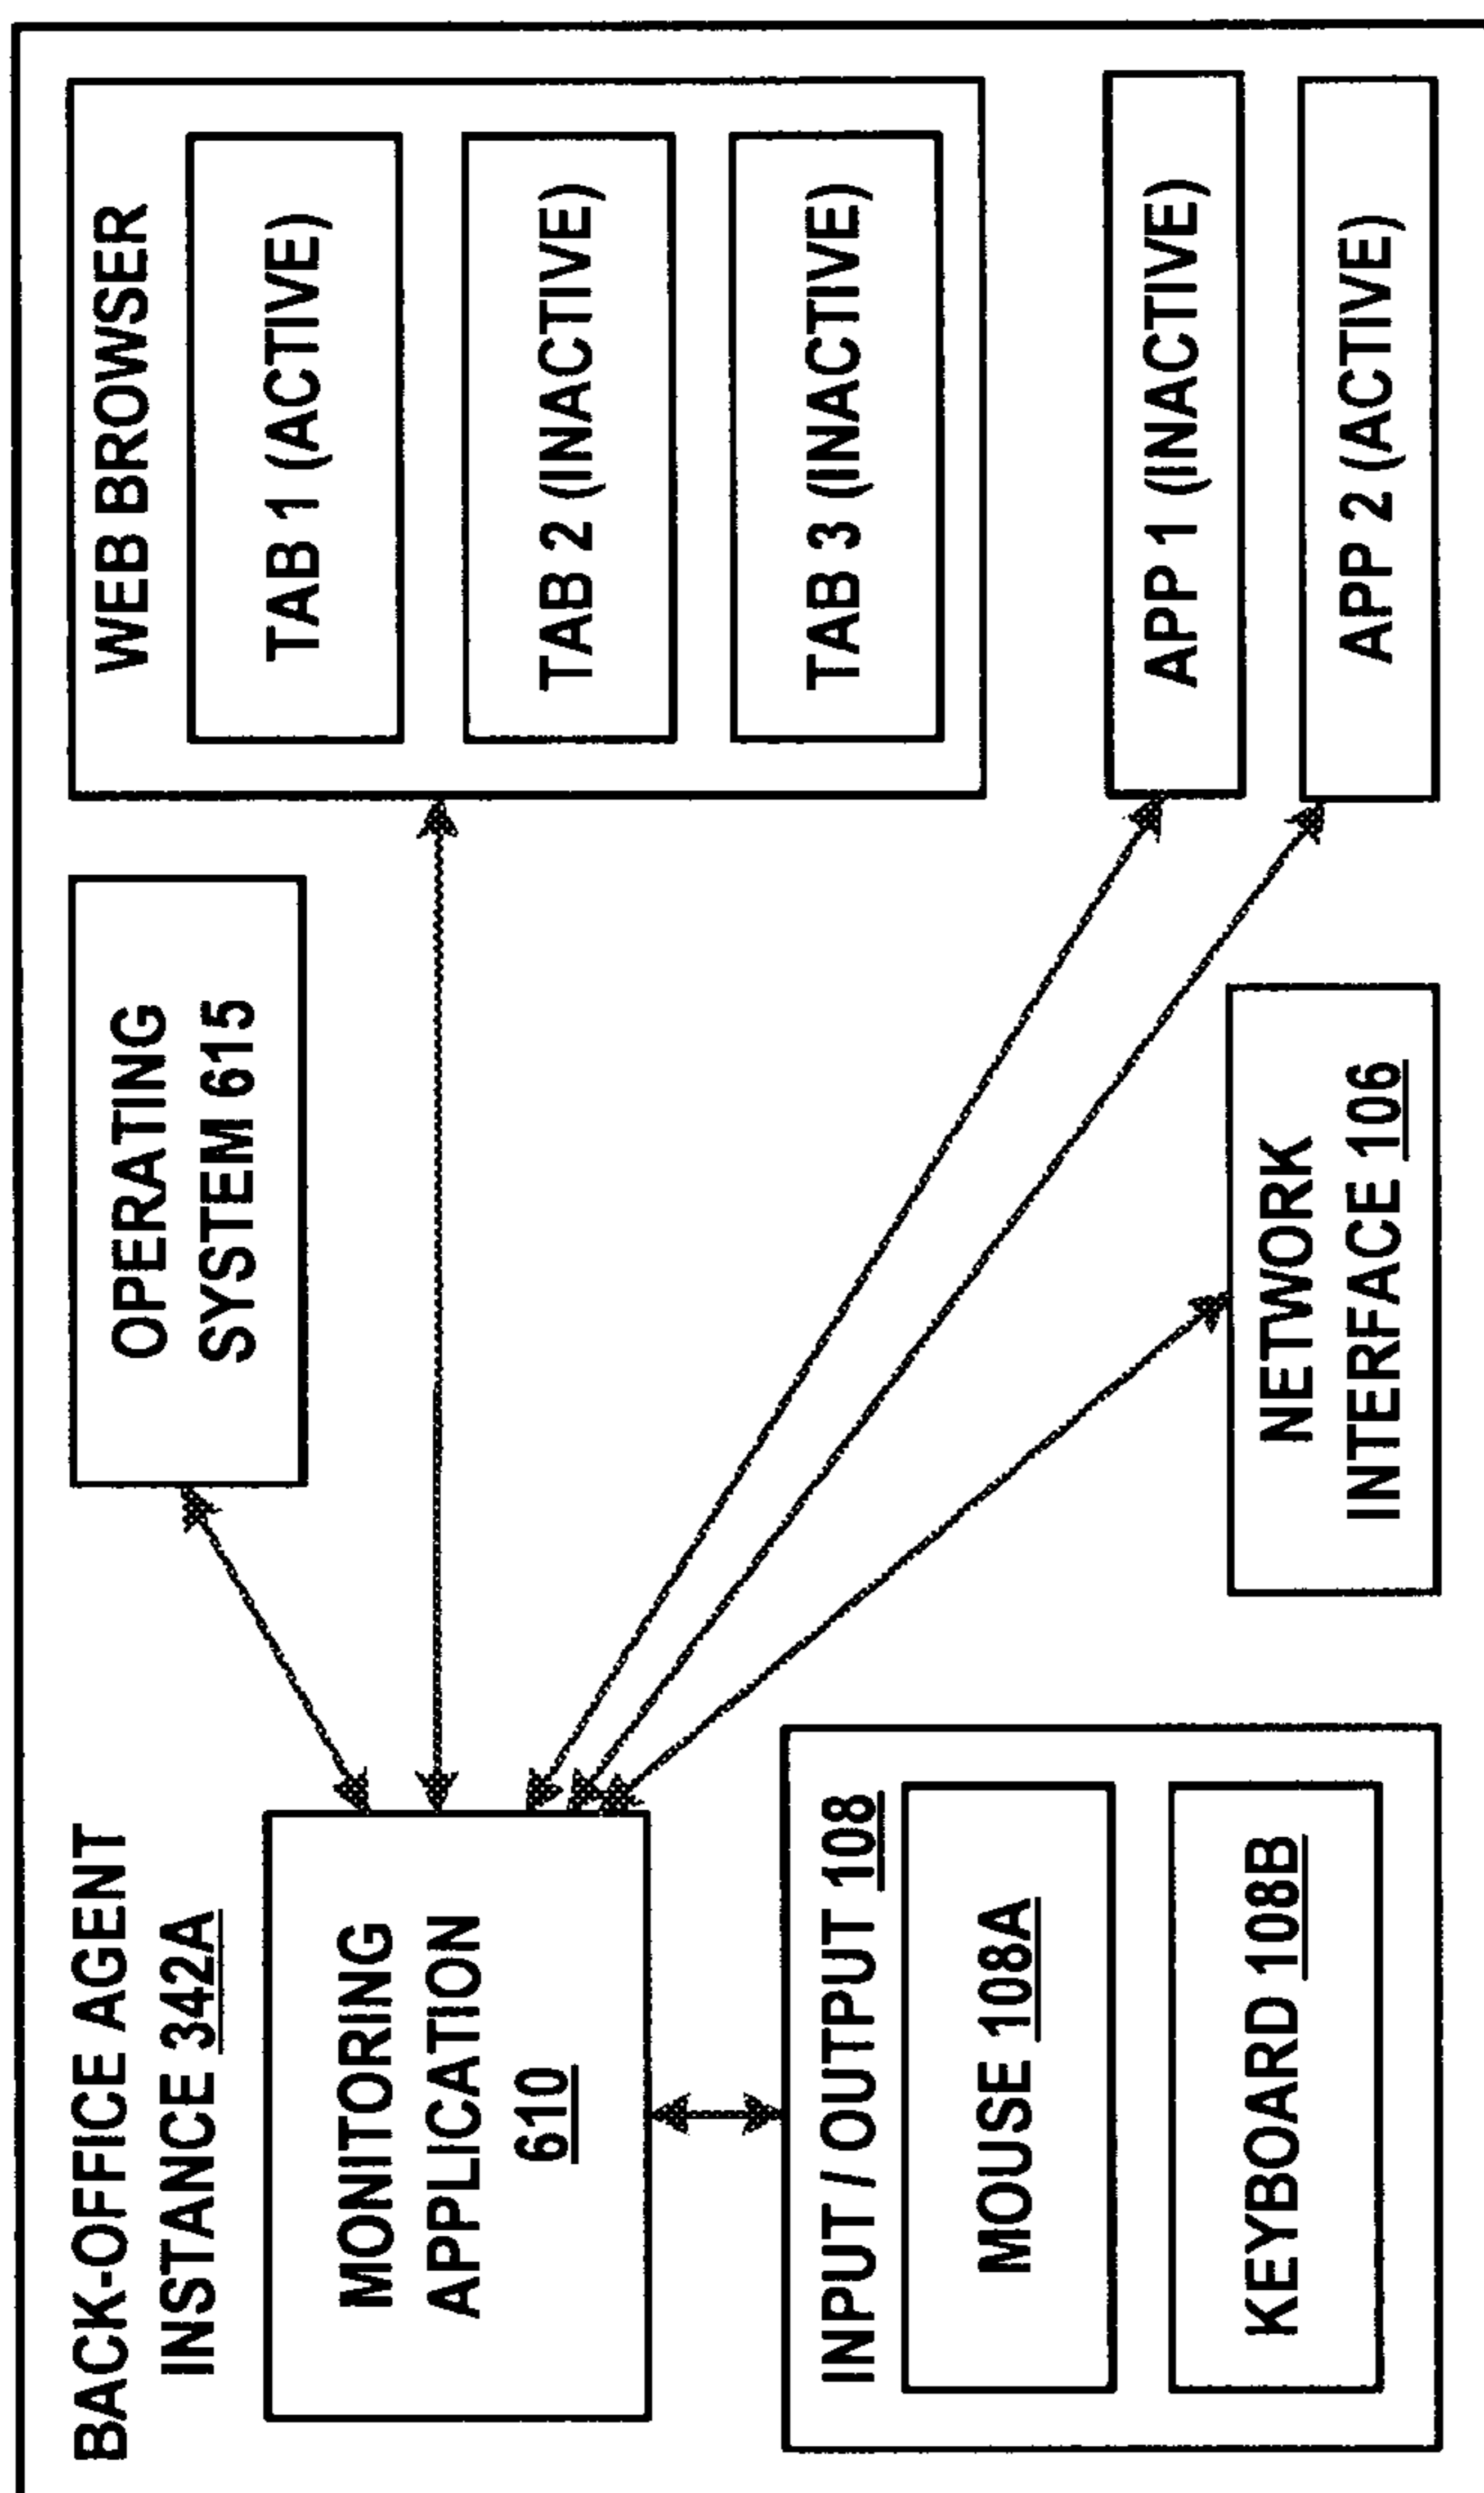 BACK-OFFICE AGENT
INSTANCE 342A
MONITORING
APPLICATION
610
INPUT / OUTPUT 108
MOUSE 108A
KEYBOARD 108B
OPERATING
SYSTEM 615
NETWORK
INTERFACE 106
WEB BROWSER
TAB 1 (ACTIVE)
TAB 2 (INACTIVE)
TAB 3 (INACTIVE)
APP 1 (INACTIVE)
APP 2 (ACTIVE)